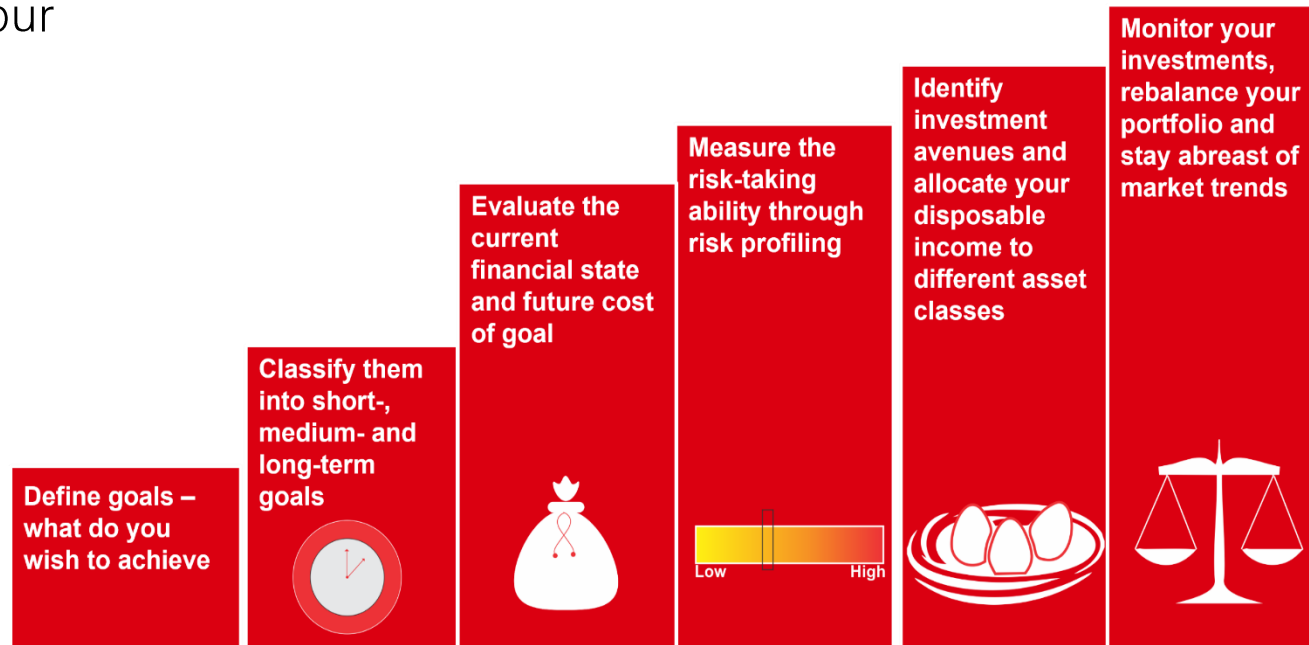 our
Define goals –
what do you
wish to achieve
Classify them
into short-,
medium- and
long-term
goals
Evaluate the
current
financial state
and future cost
of goal
Measure the
risk-taking
ability through
risk profiling
Low
High
Identify
investment
avenues and
allocate your
disposable
income to
different asset
classes
Monitor your
investments,
rebalance your
portfolio and
stay abreast of
market trends